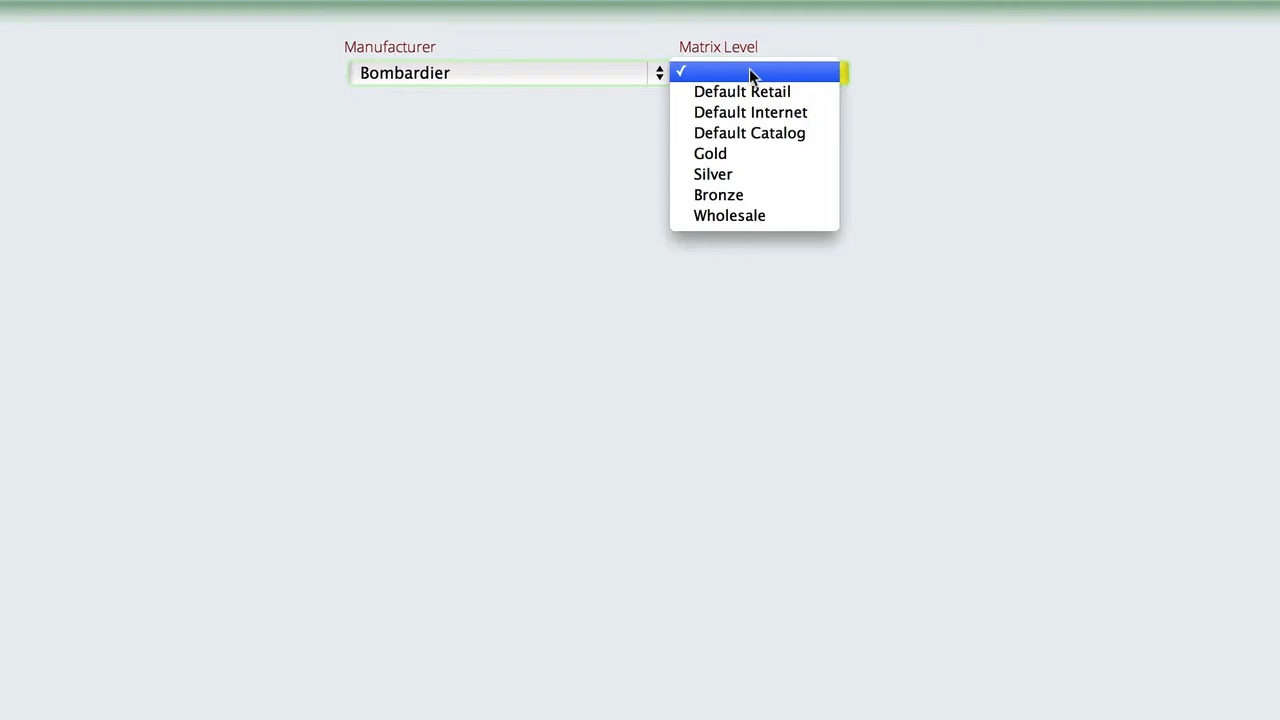 Manufacturer
Matrix Level
Bombardier
Default Retail
Default Internet
Default Catalog
Gold
Silver
Bronze
Wholesale